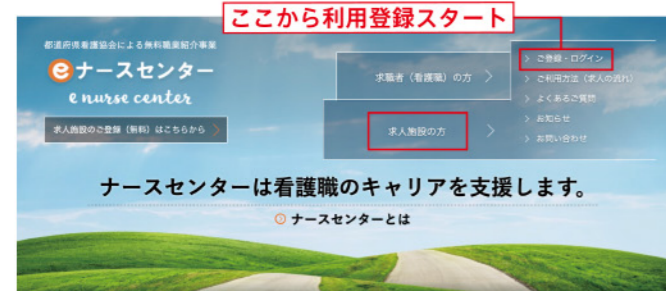 ここから利用登録スタート
都道府県看護協会による無料職業紹介事業
eナースセンター
e nurse center
求人施設のご登録（無料）はこちらから
求職者（看護職）の方
求人施設の方
ご登録・ログイン
ご利用方法（求人の流れ）
よくあるご質問
お知らせ
お問い合わせ
ナースセンターは看護職のキャリアを支援します。
ナースセンターとは